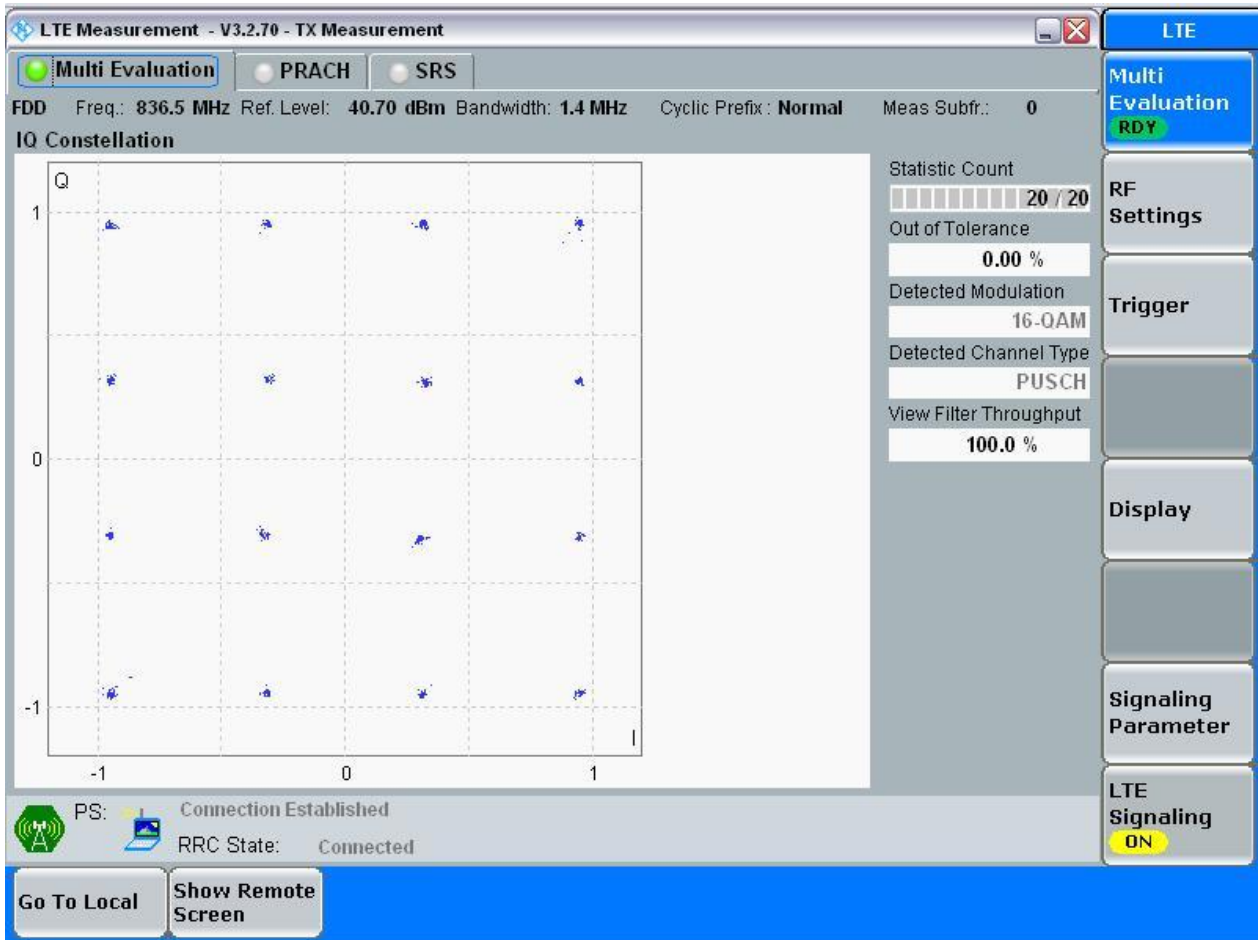 LTE Measurement - V3.2.70 - TX Measurement
LTE
Multi Evaluation PRACH SRS
FDD Freq.: 836.5 MHz Ref. Level: 40.70 dBm Bandwidth: 1.4 MHz Cyclic Prefix : Normal Meas Subfr.: 0
IQ Constellation
Q
1
0
-1
I
-1 0 1
Statistic Count
20 / 20
Out of Tolerance
0.00 %
Detected Modulation
16-QAM
Detected Channel Type
PUSCH
View Filter Throughput
100.0 %
Multi
Evaluation
RDY
RF
Settings
Trigger
Display
Signaling
Parameter
LTE
Signaling
ON
PS: Connection Established
RRC State: Connected
Go To Local
Show Remote
Screen